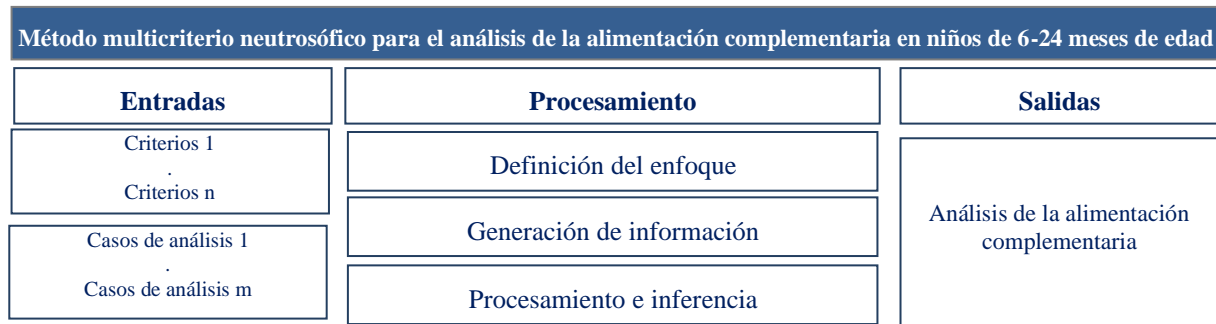 Método multicriterio neutrosófico para el análisis de la alimentación complementaria en niños de 6-24 meses de edad
Entradas
Criterios 1
.
Criterios n
Casos de análisis 1
.
Casos de análisis m
Procesamiento
Definición del enfoque
Generación de información
Procesamiento e inferencia
Salidas
Análisis de la alimentación
complementaria